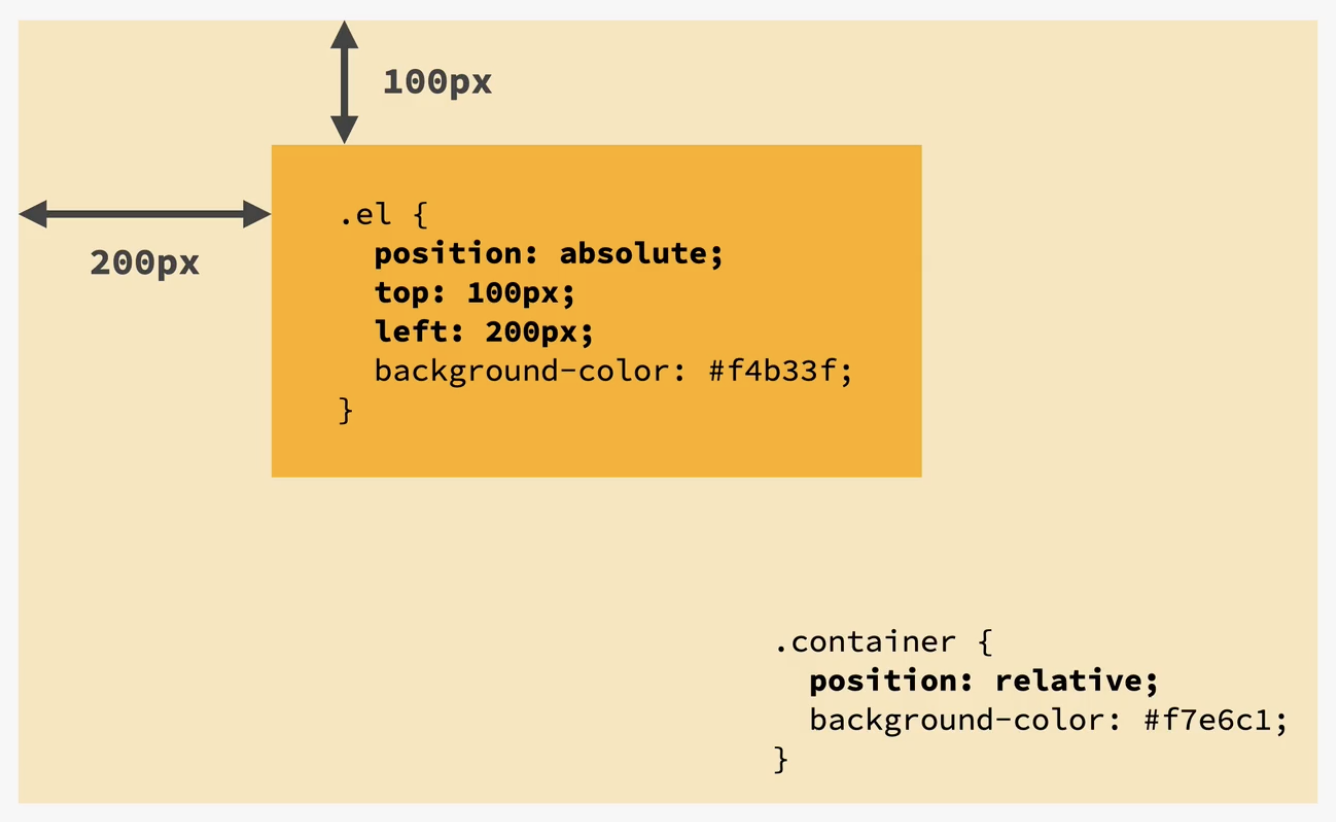 100px
200px
.el {
  position: absolute;
  top: 100px;
  left: 200px;
  background-color: #f4b33f;
}
.container {
  position: relative;
  background-color: #f7e6c1;
}